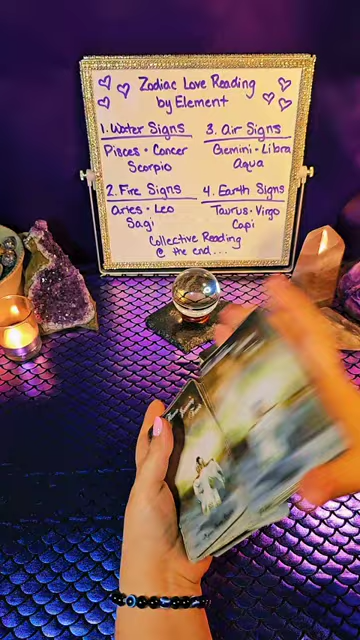 Zodiac Love Reading
by Element
1. Water Signs
Pisces • Cancer
Scorpio
2. Fire Signs
Aries • Leo
Sagi
3. Air Signs
Gemini • Libra
Aqua
4. Earth Signs
Taurus • Virgo
Capi
Collective Reading
@ the end...